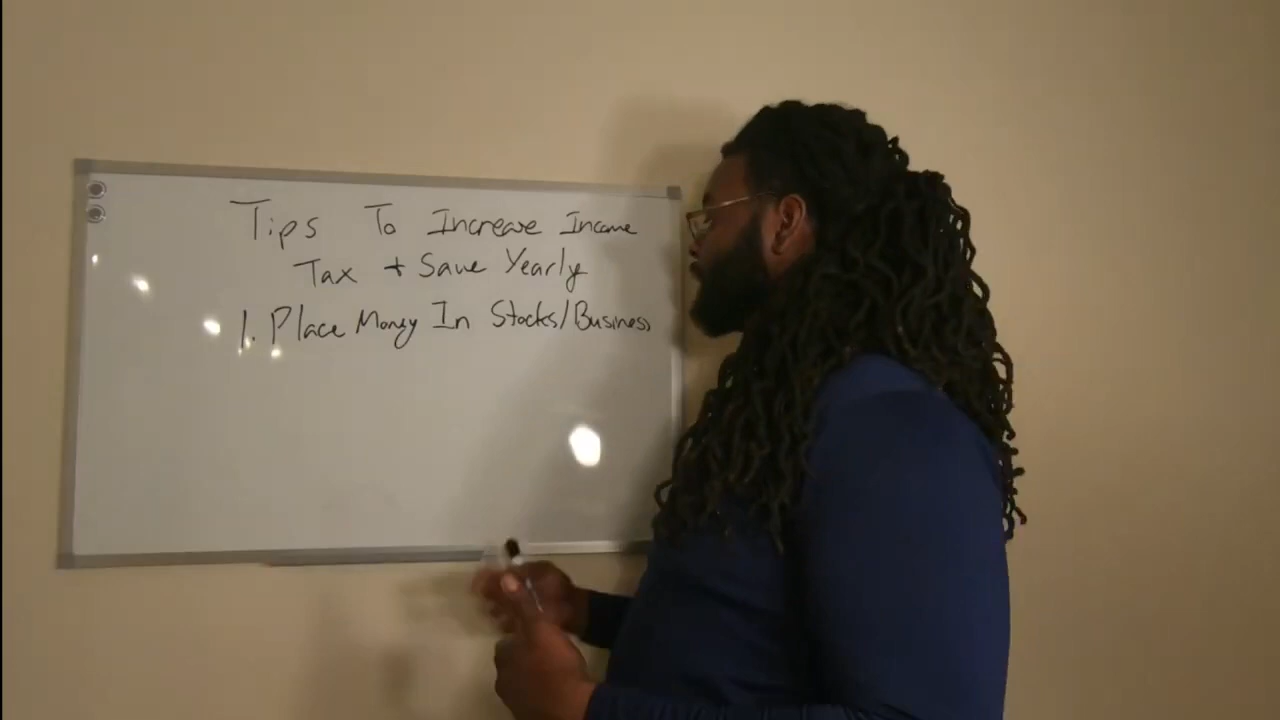 Tips To Increase Income
Tax + Save Yearly
1. Place Money In Stocks/Business